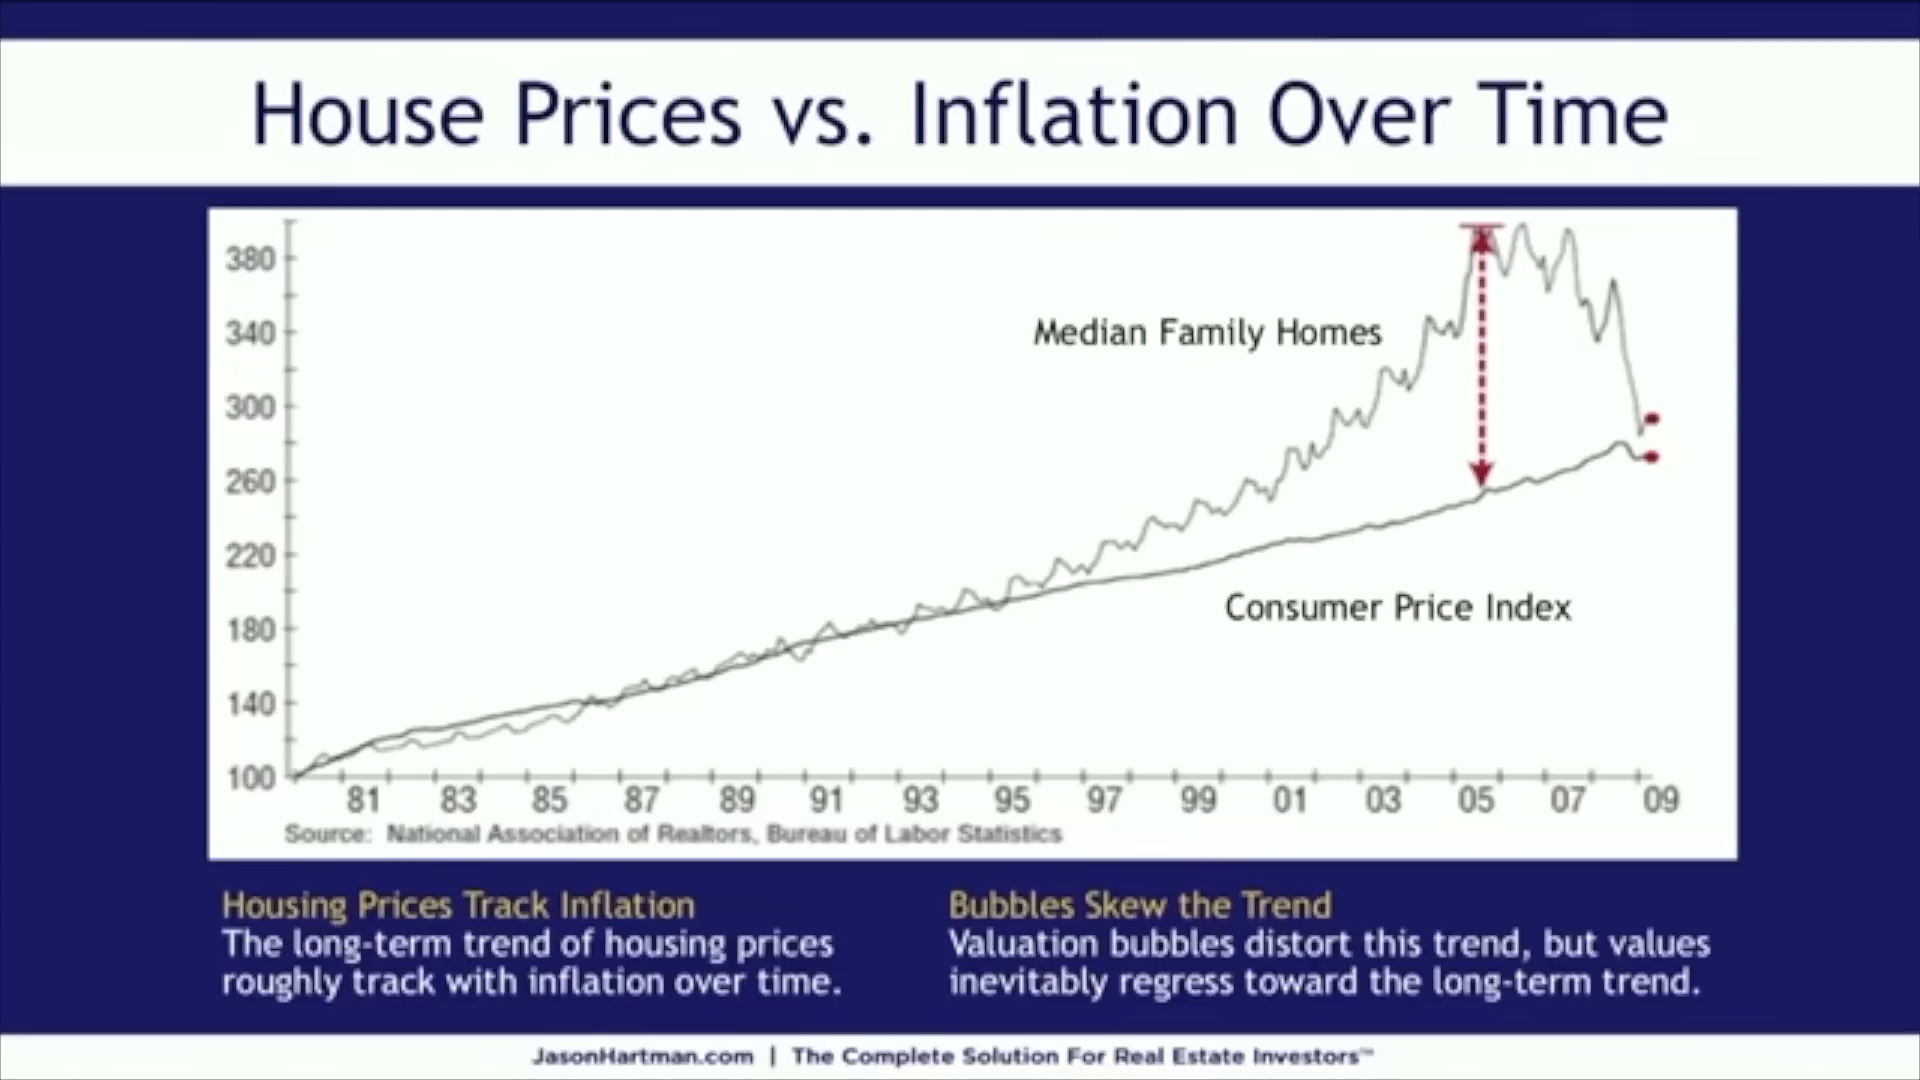 House Prices vs. Inflation Over Time
380
340
300
260
220
180
140
100
Median Family Homes
Consumer Price Index
81 83 85 87 89 91 93 95 97 99 01 03 05 07 09
Source: National Association of Realtors, Bureau of Labor Statistics
Housing Prices Track Inflation
The long-term trend of housing prices
roughly track with inflation over time.
Bubbles Skew the Trend
Valuation bubbles distort this trend, but values
inevitably regress toward the long-term trend.
JasonHartman.com | The Complete Solution For Real Estate Investors™